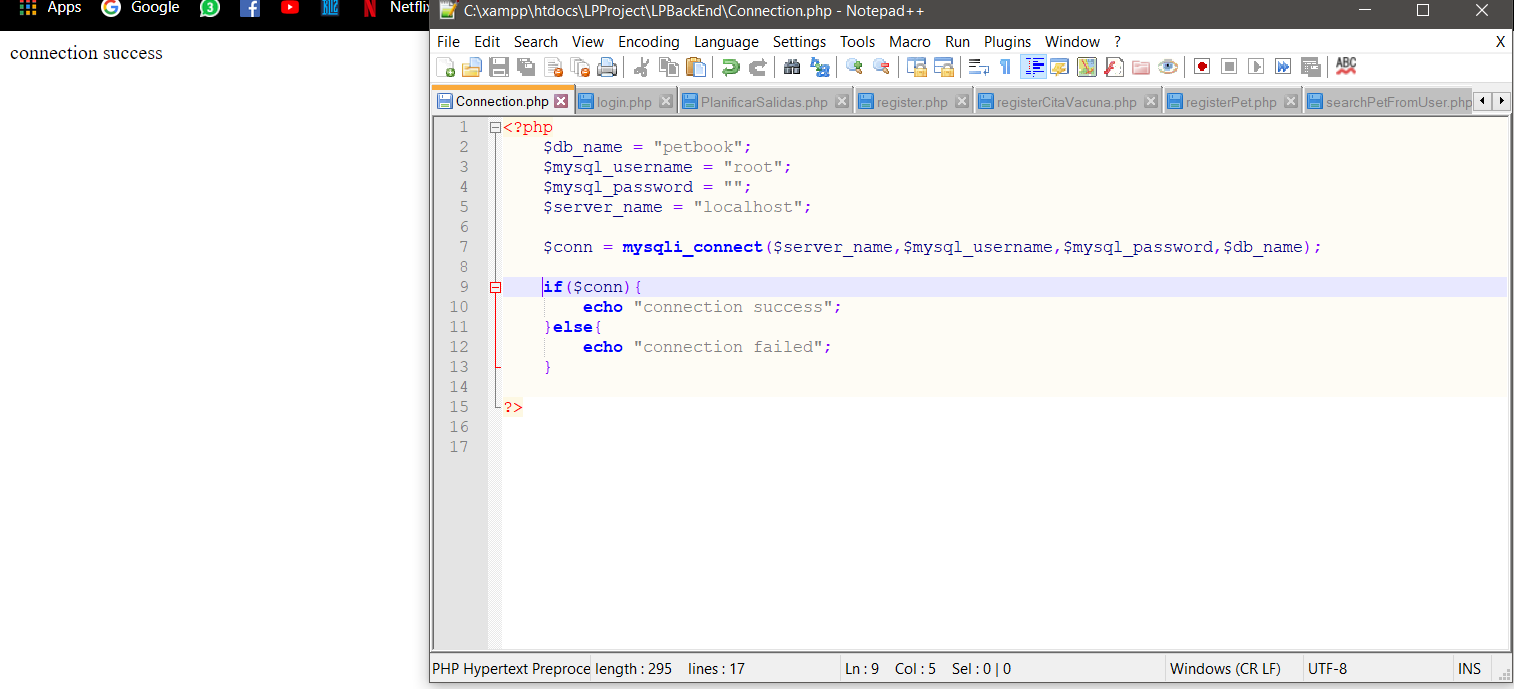 Apps Google 3 Netflix
connection success
C:\xampp\htdocs\LPProject\LPBackEnd\Connection.php - Notepad++
File Edit Search View Encoding Language Settings Tools Macro Run Plugins Window ? X
ABC
Connection.php login.php PlanificarSalidas.php register.php registerCitaVacuna.php registerPet.php searchPetFromUser.php
1 <?php
2 $db_name = "petbook";
3 $mysql_username = "root";
4 $mysql_password = "";
5 $server_name = "localhost";
6
7 $conn = mysqli_connect($server_name,$mysql_username,$mysql_password,$db_name);
8
9 if($conn){
10 echo "connection success";
11 }else{
12 echo "connection failed";
13 }
14
15 ?>
16
17
PHP Hypertext Preproce length : 295 lines : 17 Ln : 9 Col : 5 Sel : 0 | 0 Windows (CR LF) UTF-8 INS